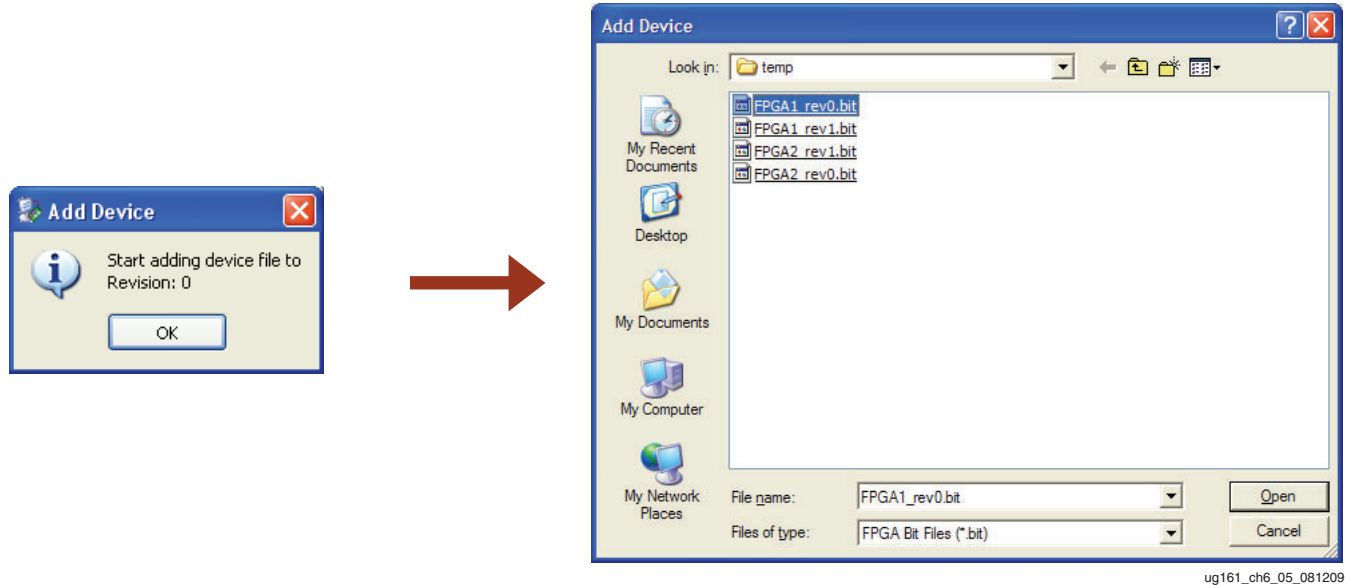 Add Device
Start adding device file to
Revision: 0
OK
Add Device
Look in:
temp
My Recent
Documents
Desktop
My Documents
My Computer
My Network
Places
FPGA1_rev0.bit
FPGA1_rev1.bit
FPGA2_rev1.bit
FPGA2_rev0.bit
File name:
FPGA1_rev0.bit
Open
Files of type:
FPGA Bit Files (*.bit)
Cancel
ug161_ch6_05_081209